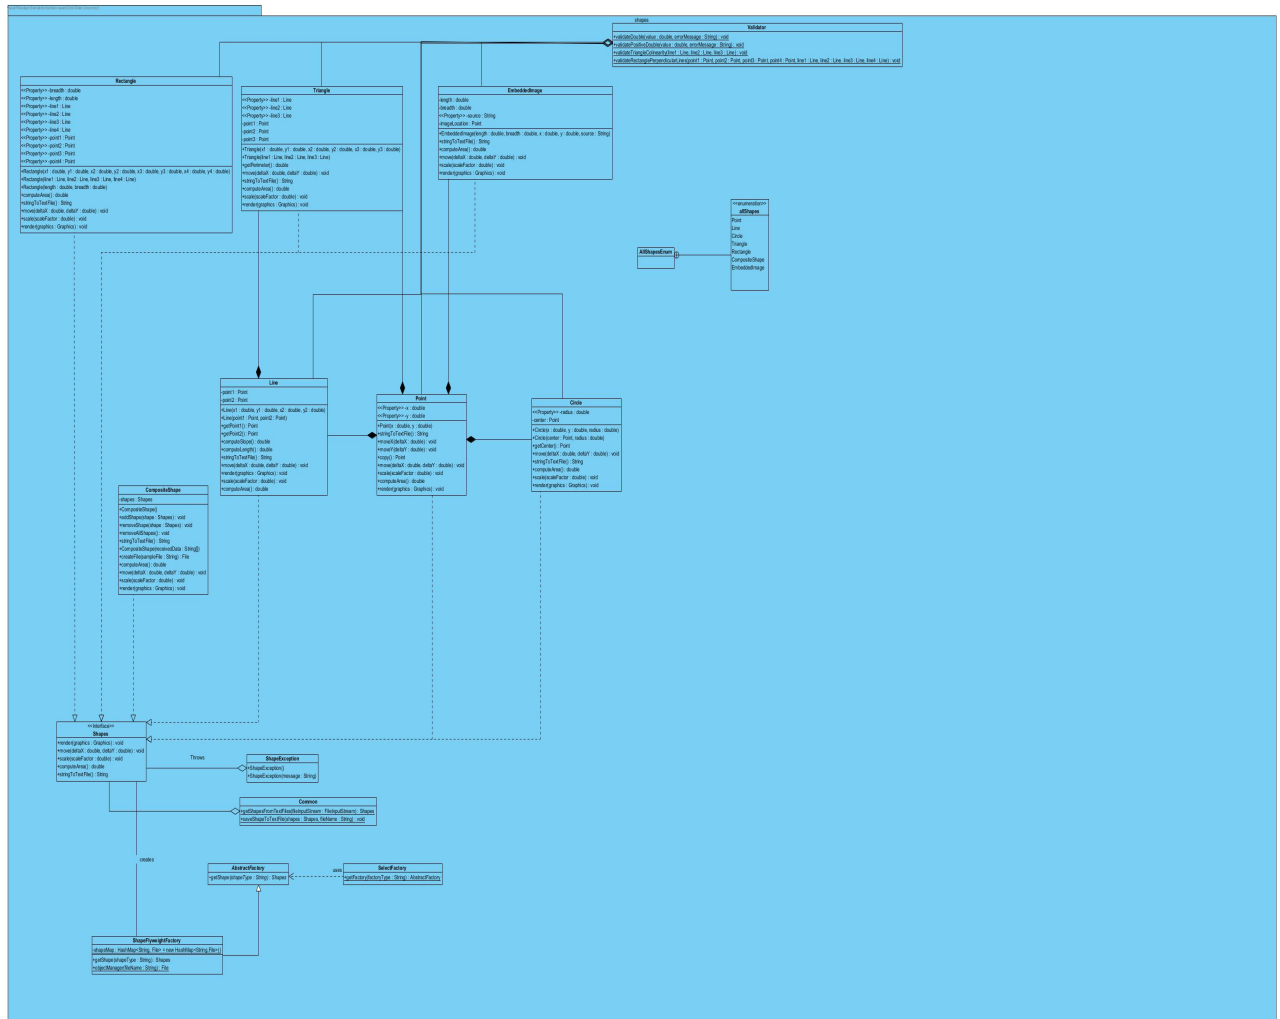 shapes
Validator
+validateDouble(value : double, errorMessage : String) : void
+validatePositiveDouble(value : double, errorMessage : String) : void
+validateTriangleColinearity(line1 : Line, line2 : Line, line3 : Line) : void
+validateRectanglePerpendicularLines(point1 : Point, point2 : Point, point3 : Point, point4 : Point, line1 : Line, line2 : Line, line3 : Line, line4 : Line) : void
Rectangle
<<Property>> -breadth : double
<<Property>> -length : double
<<Property>> -line1 : Line
<<Property>> -line2 : Line
<<Property>> -line3 : Line
<<Property>> -line4 : Line
<<Property>> -point1 : Point
<<Property>> -point2 : Point
<<Property>> -point3 : Point
<<Property>> -point4 : Point
+Rectangle(x1 : double, y1 : double, x2 : double, y2 : double, x3 : double, y3 : double, x4 : double, y4 : double)
+Rectangle(line1 : Line, line2 : Line, line3 : Line, line4 : Line)
+Rectangle(length : double, breadth : double)
+computeArea() : double
+stringToTextFile() : String
+move(deltaX : double, deltaY : double) : void
+scale(scaleFactor : double) : void
+render(graphics : Graphics) : void
Triangle
<<Property>> -line1 : Line
<<Property>> -line2 : Line
<<Property>> -line3 : Line
-point1 : Point
-point2 : Point
-point3 : Point
+Triangle(x1 : double, y1 : double, x2 : double, y2 : double, x3 : double, y3 : double)
+Triangle(line1 : Line, line2 : Line, line3 : Line)
+getPerimeter() : double
+move(deltaX : double, deltaY : double) : void
+stringToTextFile() : String
+computeArea() : double
+scale(scaleFactor : double) : void
+render(graphics : Graphics) : void
EmbeddedImage
-length : double
-breadth : double
<<Property>> -source : String
-imageLocation : Point
+EmbeddedImage(length : double, breadth : double, x : double, y : double, source : String)
+stringToTextFile() : String
+computeArea() : double
+move(deltaX : double, deltaY : double) : void
+scale(scaleFactor : double) : void
+render(graphics : Graphics) : void
<<enumeration>>
allShapes
Point
Line
Circle
Triangle
Rectangle
CompositeShape
EmbeddedImage
AllShapesEnum
Line
-point1 : Point
-point2 : Point
+Line(x1 : double, y1 : double, x2 : double, y2 : double)
+Line(point1 : Point, point2 : Point)
+getPoint1() : Point
+getPoint2() : Point
+computeSlope() : double
+computeLength() : double
+stringToTextFile() : String
+move(deltaX : double, deltaY : double) : void
+render(graphics : Graphics) : void
+scale(scaleFactor : double) : void
+computeArea() : double
Point
<<Property>> -x : double
<<Property>> -y : double
+Point(x : double, y : double)
+stringToTextFile() : String
+moveX(deltaX : double) : void
+moveY(deltaY : double) : void
+copy() : Point
+move(deltaX : double, deltaY : double) : void
+scale(scaleFactor : double) : void
+computeArea() : double
+render(graphics : Graphics) : void
Circle
<<Property>> -radius : double
-center : Point
+Circle(x : double, y : double, radius : double)
+Circle(center : Point, radius : double)
+getCenter() : Point
+move(deltaX : double, deltaY : double) : void
+stringToTextFile() : String
+computeArea() : double
+scale(scaleFactor : double) : void
+render(graphics : Graphics) : void
CompositeShape
-shapes : Shapes
+CompositeShape()
+addShape(shape : Shapes) : void
+removeShape(shape : Shapes) : void
+removeAllShapes() : void
+stringToTextFile() : String
+CompositeShape(receivedData : String[])
+createFile(sampleFile : String) : File
+computeArea() : double
+move(deltaX : double, deltaY : double) : void
+scale(scaleFactor : double) : void
+render(graphics : Graphics) : void
<<Interface>>
Shapes
+render(graphics : Graphics) : void
+move(deltaX : double, deltaY : double) : void
+scale(scaleFactor : double) : void
+computeArea() : double
+stringToTextFile() : String
Throws
ShapeException
+ShapeException()
+ShapeException(message : String)
Common
+getShapesFromTextFiles(fileInputStream : FileInputStream) : Shapes
+saveShapeToTextFile(shapes : Shapes, fileName : String) : void
creates
AbstractFactory
~getShape(shapeType : String) : Shapes
uses
SelectFactory
+getFactory(factoryType : String) : AbstractFactory
ShapeFlyweightFactory
-shapeMap : HashMap<String, File> = new HashMap<String,File>()
+getShape(shapeType : String) : Shapes
+objectManager(fileName : String) : File